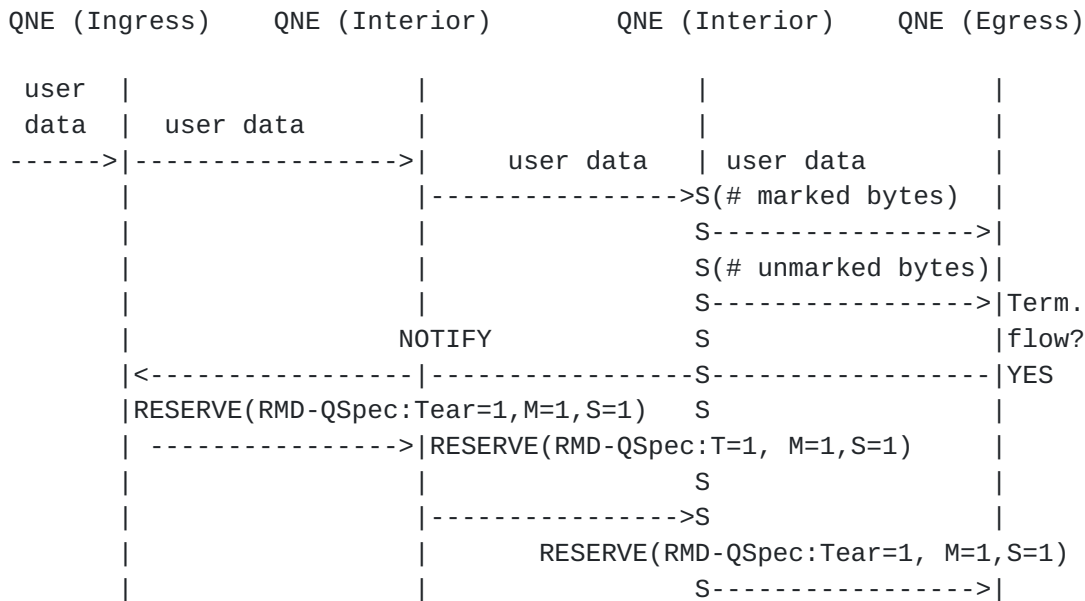 QNE (Ingress)    QNE (Interior)        QNE (Interior)    QNE (Egress)

 user  |                  |                 |                  |
 data  |  user data       |                 |                  |
------>|----------------->|     user data   | user data        |
       |                  |---------------->S(# marked bytes)  |
       |                  |                 S----------------->|
       |                  |                 S(# unmarked bytes)|
       |                  |                 S----------------->|Term.
       |                NOTIFY              S                  |flow?
       |<-----------------|-----------------S------------------|YES
       |RESERVE(RMD-QSpec:Tear=1,M=1,S=1)   S                  |
       | ---------------->|RESERVE(RMD-QSpec:T=1, M=1,S=1)      |
       |                  |                 S                  |
       |                  |---------------->S                  |
       |                  |       RESERVE(RMD-QSpec:Tear=1, M=1,S=1)
       |                  |                 S----------------->|